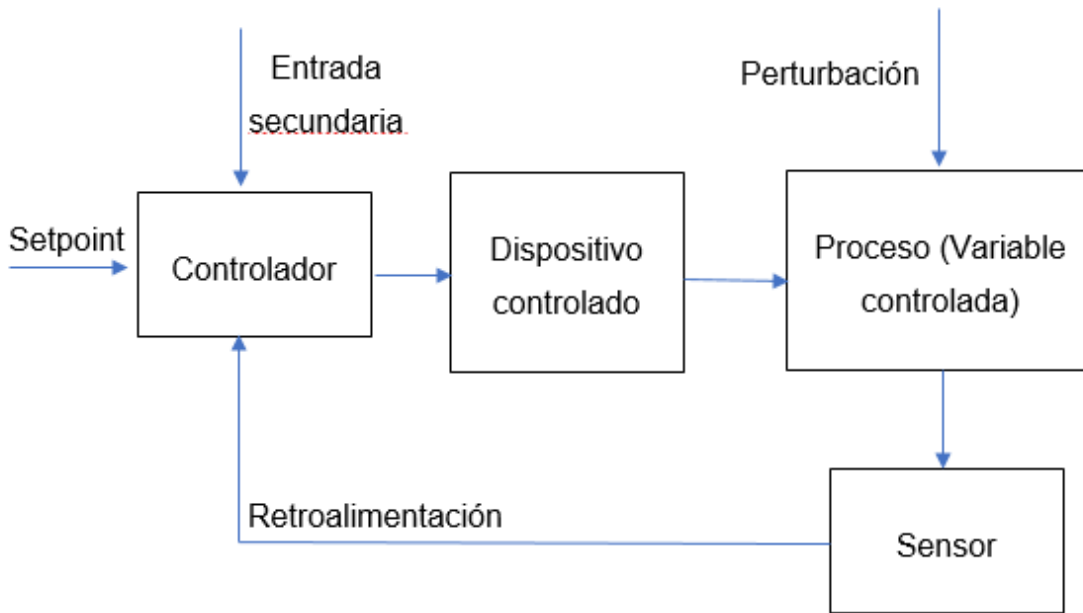 Entrada
secundaria
Perturbación
Setpoint
Controlador
Dispositivo
controlado
Proceso (Variable
controlada)
Retroalimentación
Sensor